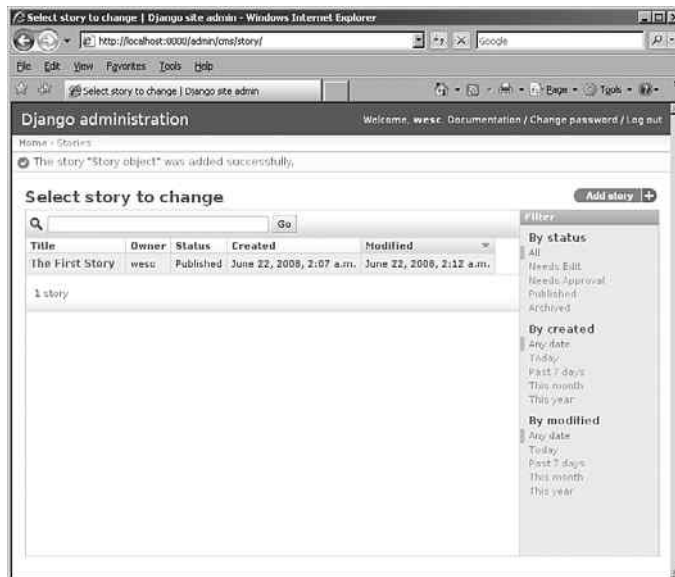 Select story to change | Django site admin - Windows Internet Explorer
http://localhost:8000/admin/cms/story/
Google
File Edit View Favorites Tools Help
Select story to change | Django site admin
Page Tools
Django administration
Welcome, wesc. Documentation / Change password / Log out
Home › Stories
The story "Story object" was added successfully.
Select story to change
Add story
Go
Filter
Title Owner Status Created Modified
The First Story wesc Published June 22, 2008, 2:07 a.m. June 22, 2008, 2:12 a.m.
1 story
By status
All
Needs Edit
Needs Approval
Published
Archived
By created
Any date
Today
Past 7 days
This month
This year
By modified
Any date
Today
Past 7 days
This month
This year